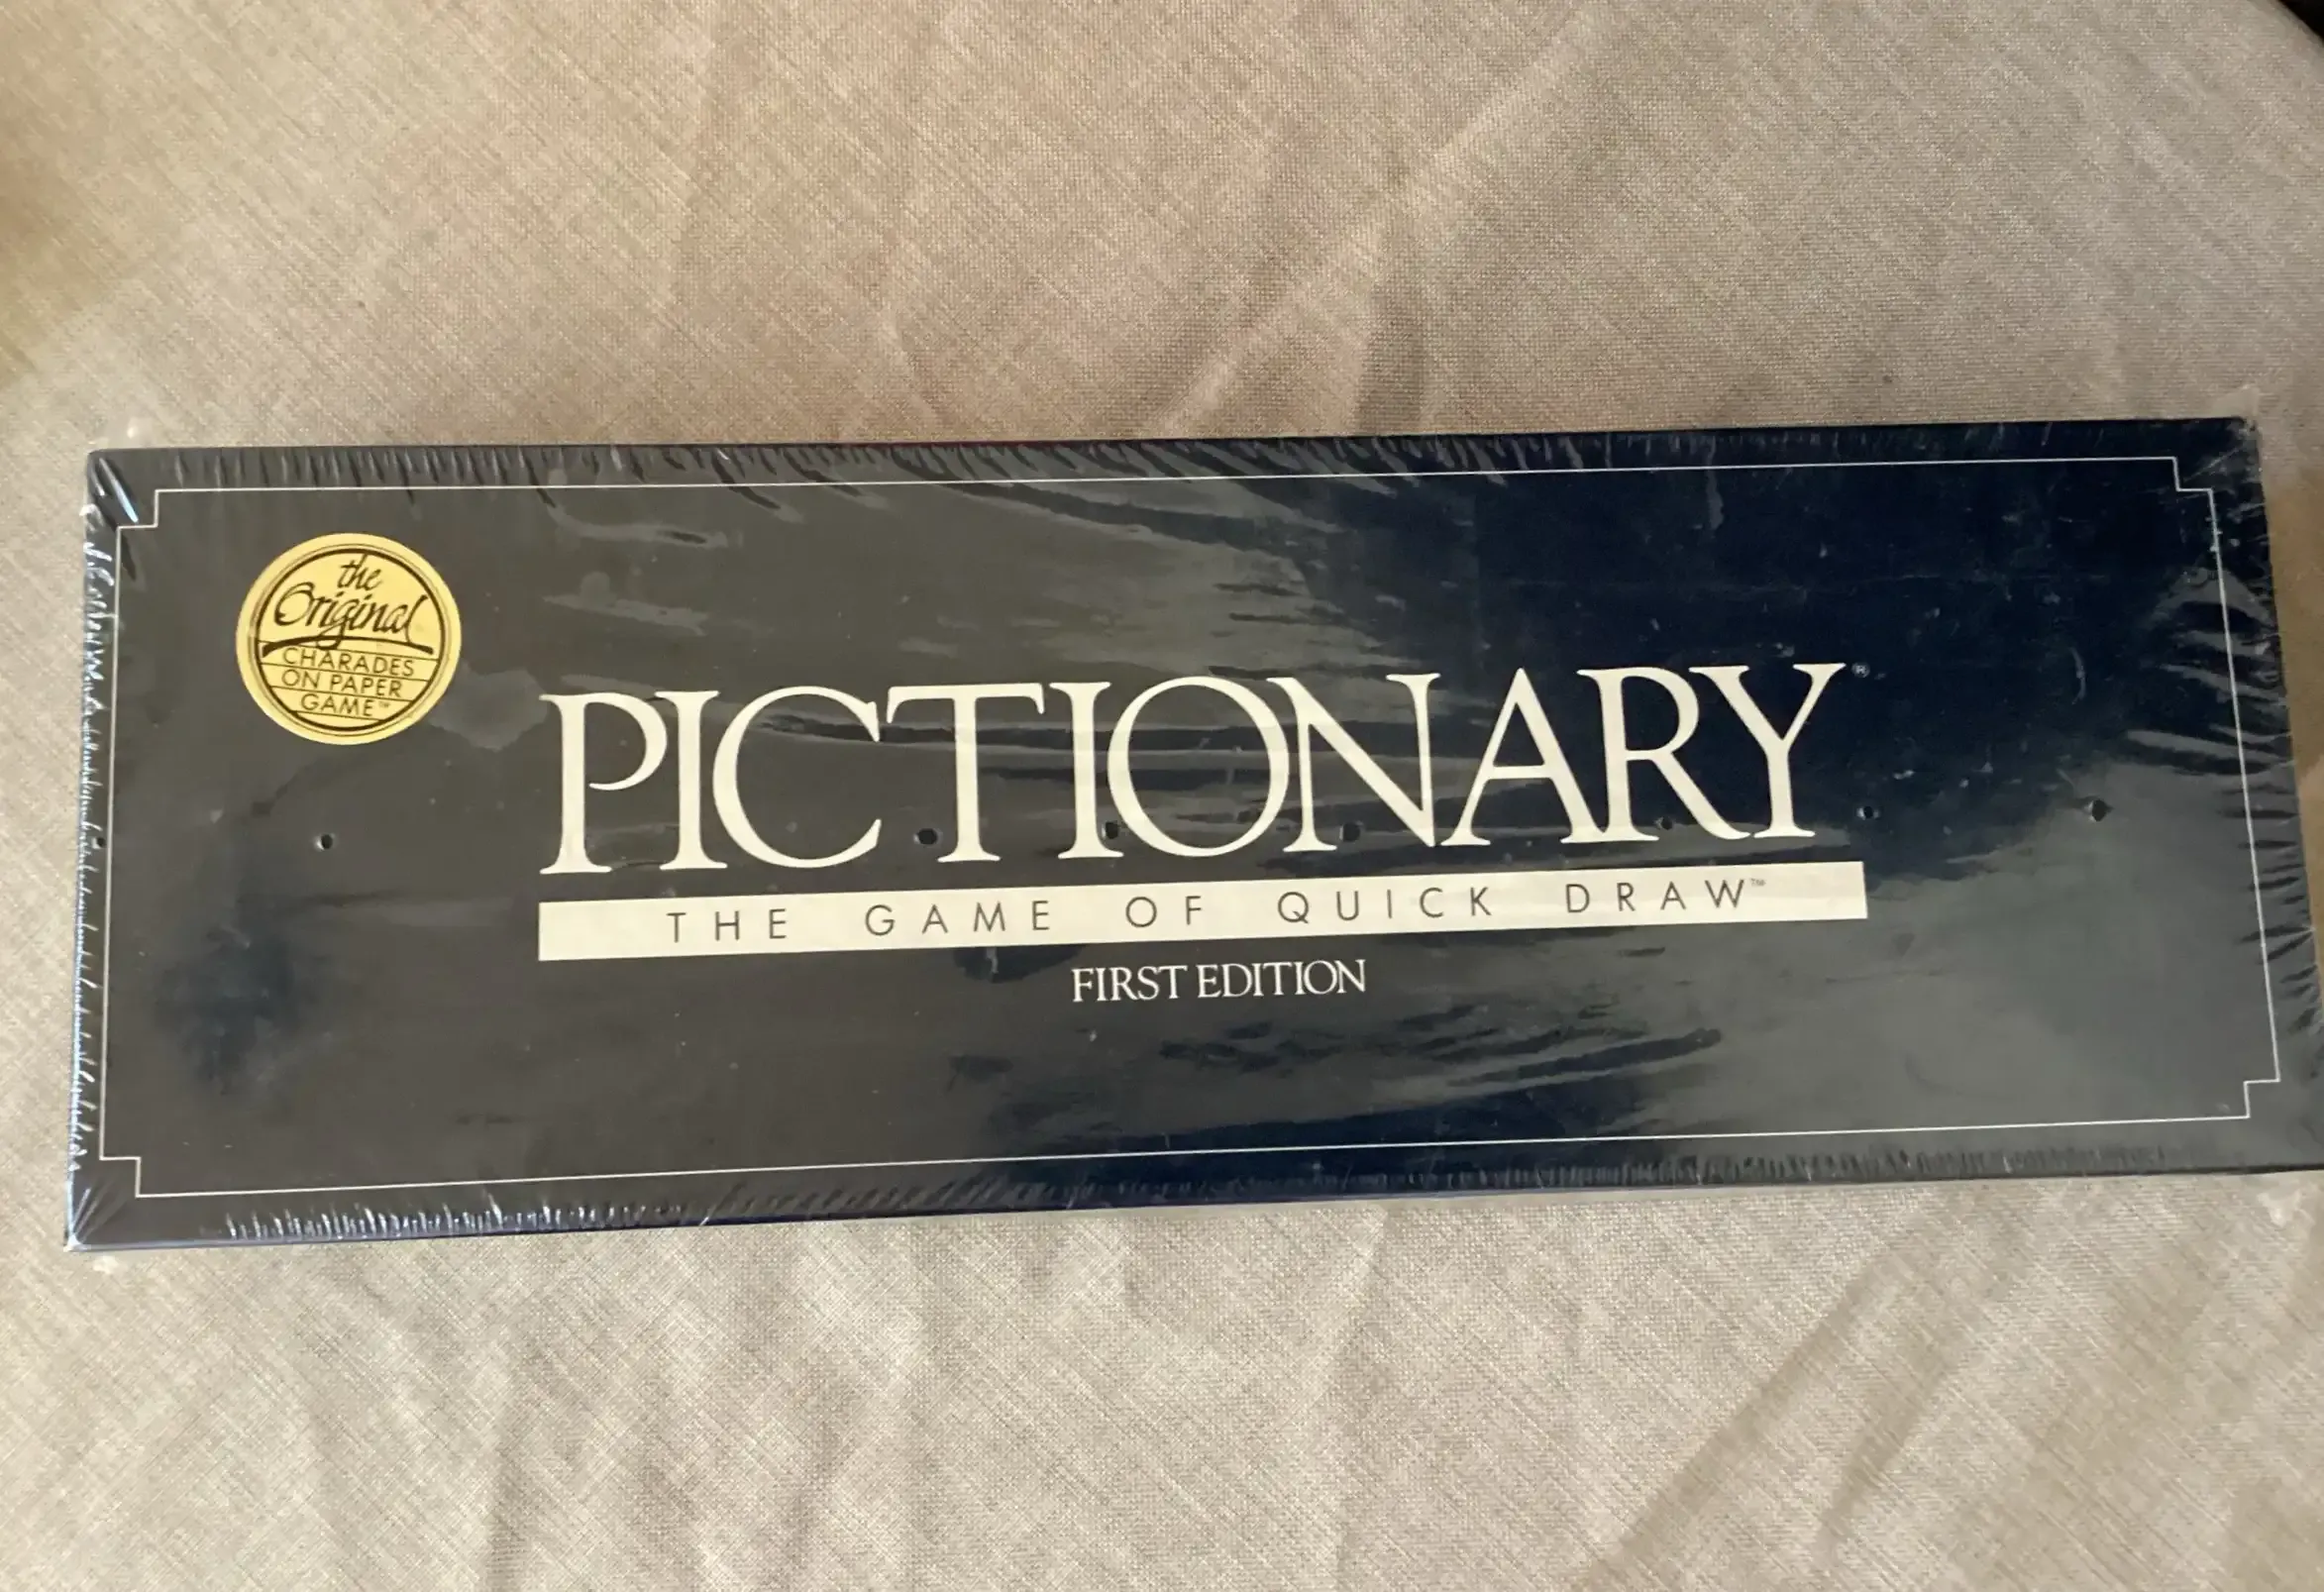 the
Original
CHARADES
ON PAPER
GAME™
PICTIONARY®
THE GAME OF QUICK DRAW™
FIRST EDITION